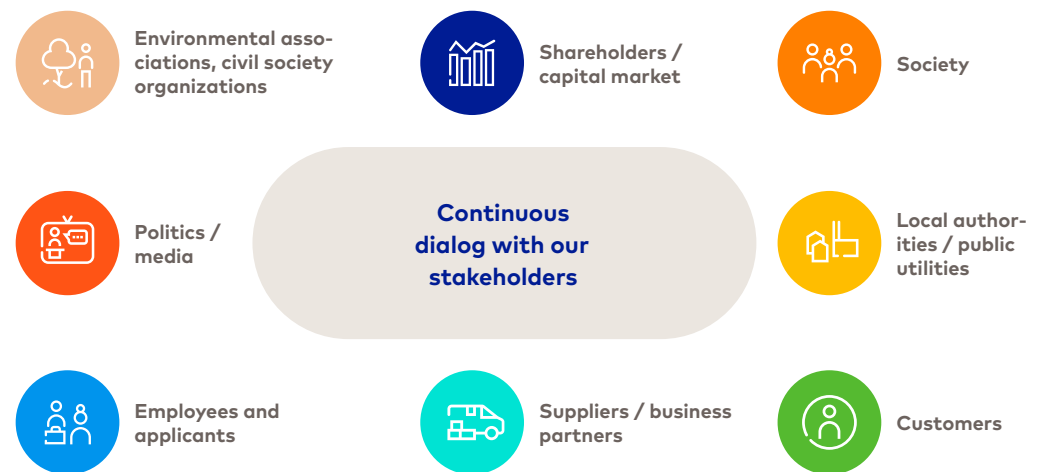 Environmental asso-
ciations, civil society
organizations
Shareholders /
capital market
Society
Politics /
media
Continuous
dialog with our
stakeholders
Local author-
ities / public
utilities
Employees and
applicants
Suppliers / business
partners
Customers